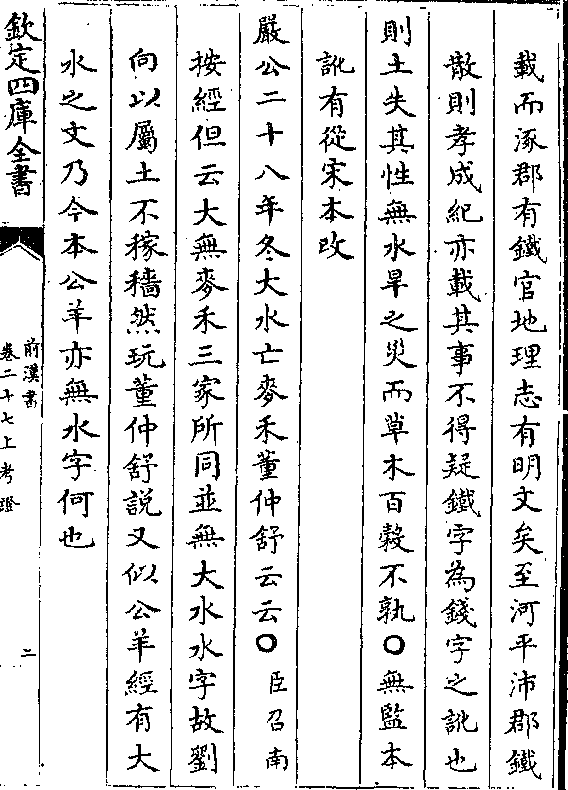 載而涿郡有鐵官地理志有明文矣至河平沛郡鐵
散則孝成紀亦載其事不得疑鐵字為錢字之訛也
則土失其性無水旱之災而草木百穀不孰○無監本
訛有從宋本改
嚴公二十八年冬大水亡麥禾董仲舒云云○臣召南
按經但云大無麥禾三家所同並無大水水字故劉
向以屬土不稼穡然玩董仲舒説又似公羊經有大
水之文乃今本公羊亦無水字何也
欽定四庫全書
前漢書
卷二十七上考證
二